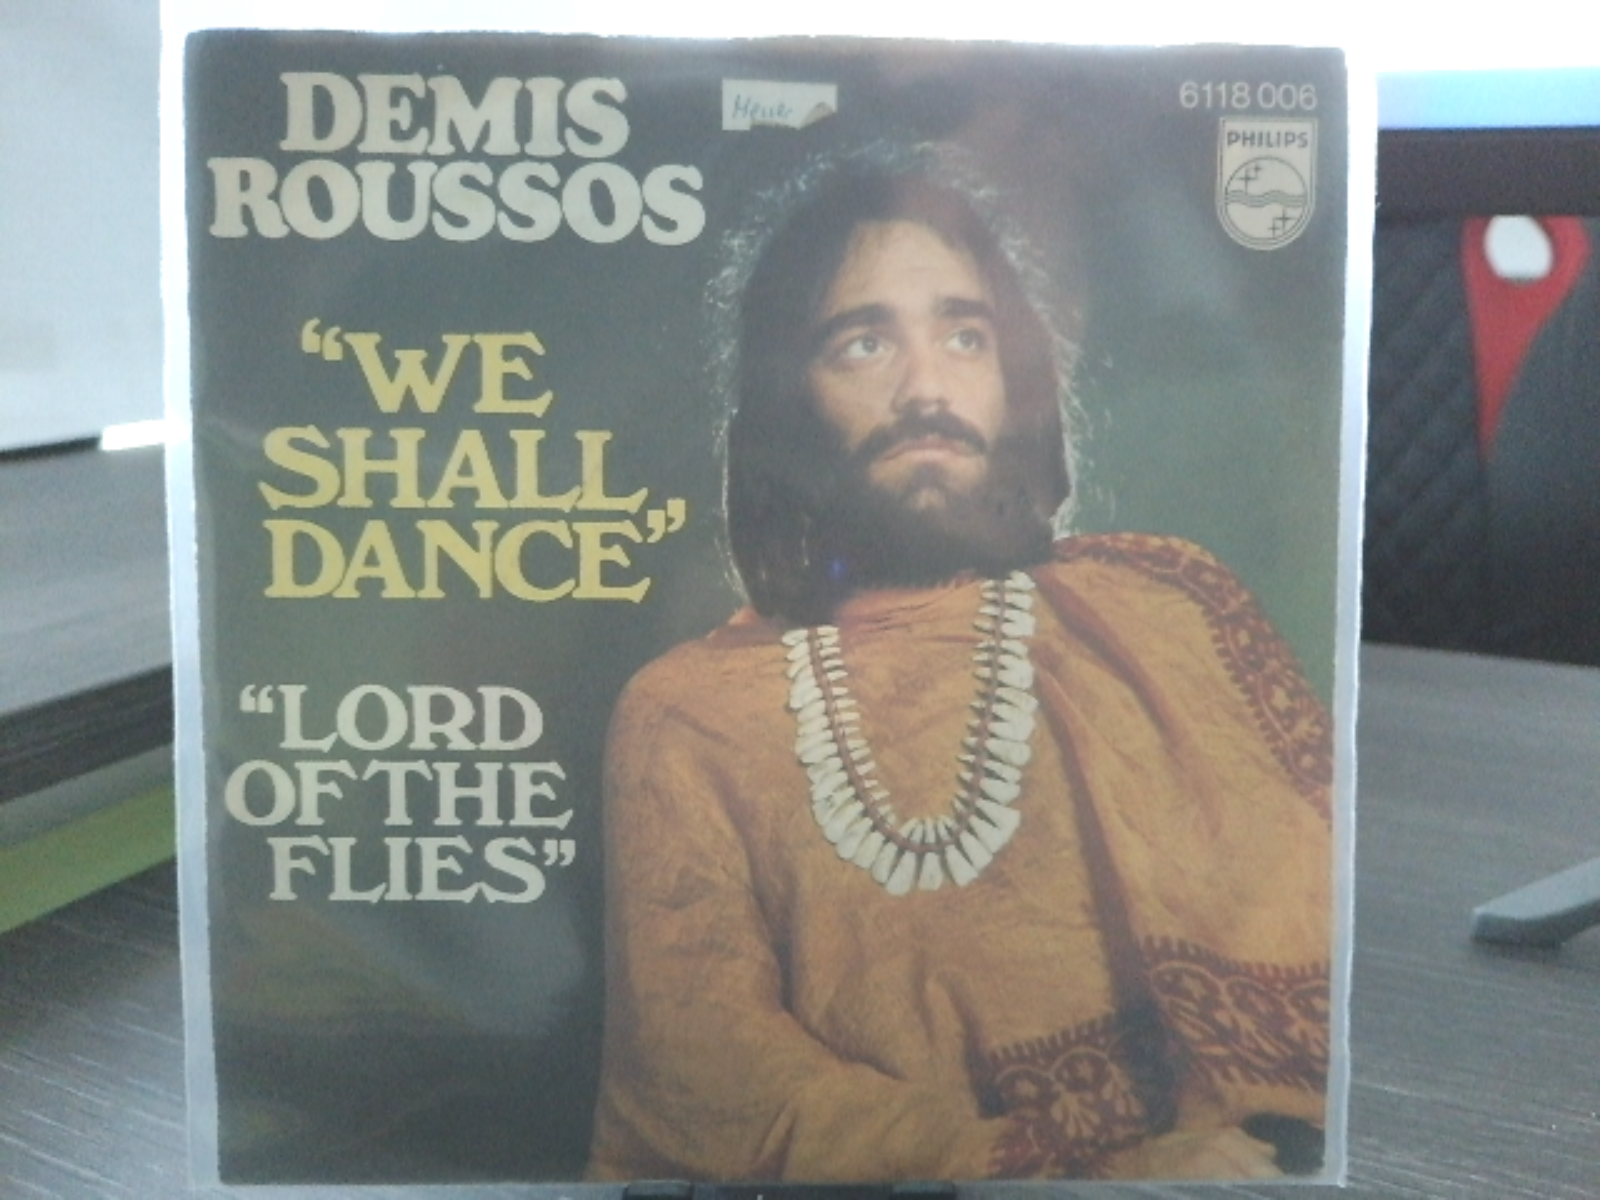 DEMIS
ROUSSOS
“WE
SHALL
DANCE”
“LORD
OF THE
FLIES”
6118 006
PHILIPS